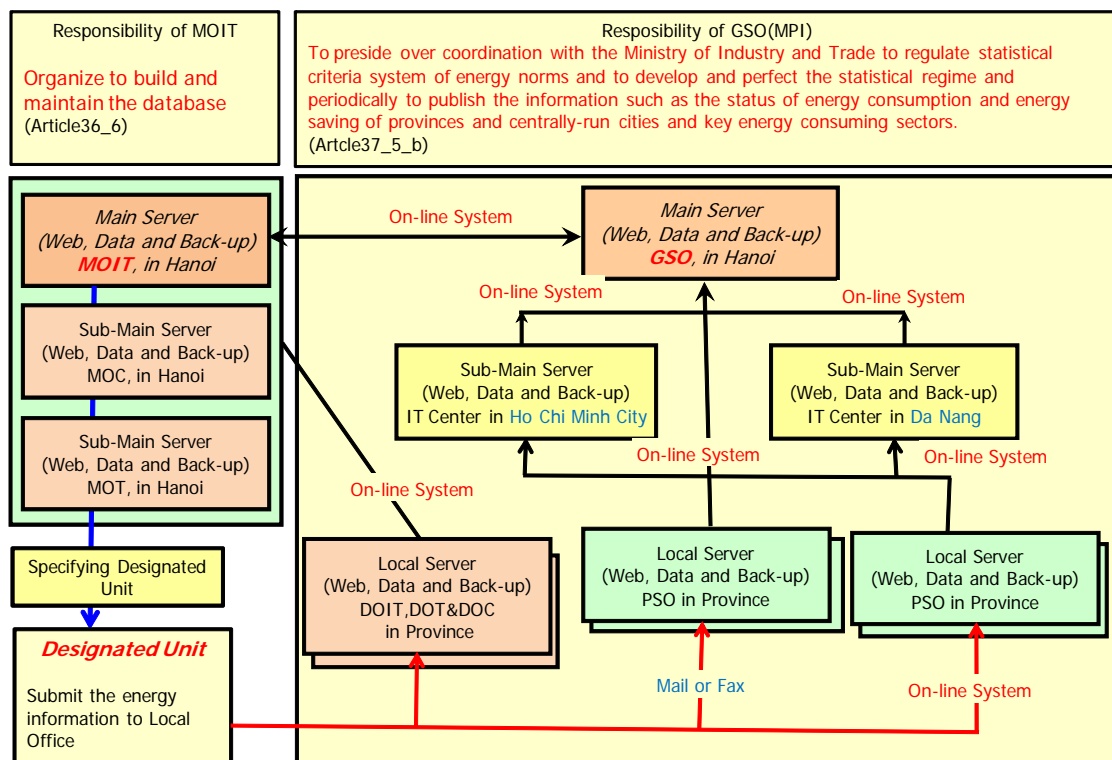 Responsibility of MOIT
Organize to build and
maintain the database
(Article36_6)
Resposibility of GSO(MPI)
To preside over coordination with the Ministry of Industry and Trade to regulate statistical
criteria system of energy norms and to develop and perfect the statistical regime and
periodically to publish the information such as the status of energy consumption and energy
saving of provinces and centrally-run cities and key energy consuming sectors.
(Artcle37_5_b)
Main Server
(Web, Data and Back-up)
MOIT, in Hanoi
On-line System
Main Server
(Web, Data and Back-up)
GSO, in Hanoi
On-line System
On-line System
Sub-Main Server
(Web, Data and Back-up)
MOC, in Hanoi
Sub-Main Server
(Web, Data and Back-up)
IT Center in Ho Chi Minh City
Sub-Main Server
(Web, Data and Back-up)
IT Center in Da Nang
Sub-Main Server
(Web, Data and Back-up)
MOT, in Hanoi
On-line System
On-line System
On-line System
Specifying Designated
Unit
Local Server
(Web, Data and Back-up)
DOIT,DOT&DOC
in Province
Local Server
(Web, Data and Back-up)
PSO in Province
Local Server
(Web, Data and Back-up)
PSO in Province
Designated Unit
Submit the energy
information to Local
Office
Mail or Fax
On-line System